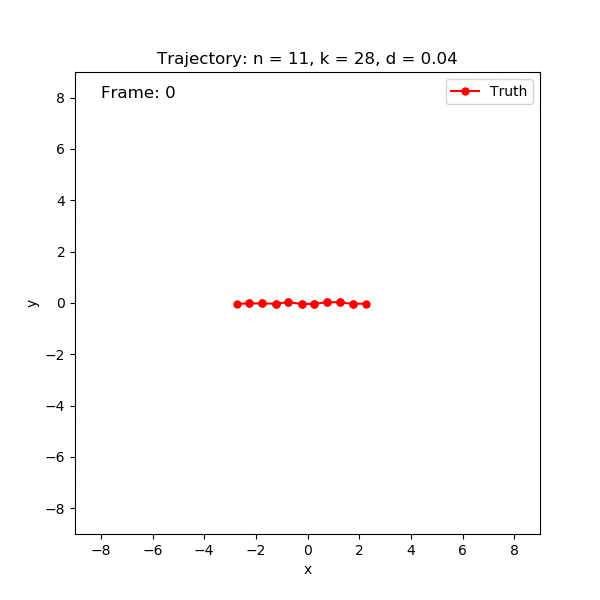 Trajectory: n = 11, k = 28, d = 0.04
Frame: 0
Truth
8
6
4
2
0
−2
−4
−6
−8
y
−8 −6 −4 −2 0 2 4 6 8
x